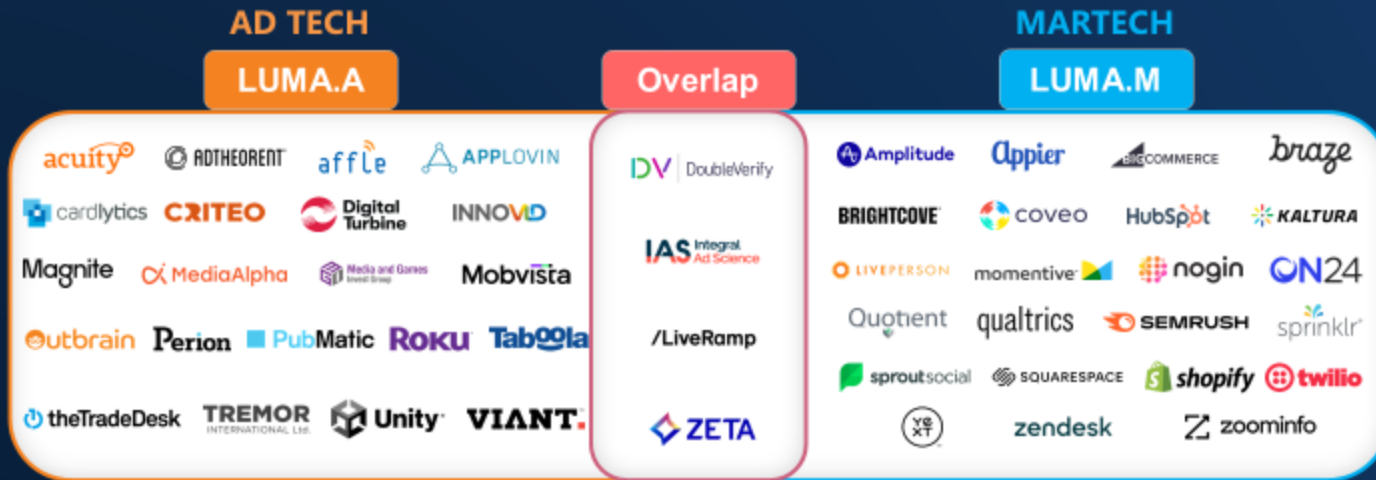 AD TECH
MARTECH
LUMA.A
Overlap
LUMA.M
acuity ADTHEORENT affle APPLOVIN
cardlytics CRITEO Digital Turbine INNOVID
Magnite MediaAlpha Media and Games Invest Group Mobvista
Outbrain Perion PubMatic ROKU Taboola
theTradeDesk TREMOR INTERNATIONAL Ltd. Unity VIANT.
DV DoubleVerify
IAS Integral Ad Science
/LiveRamp
ZETA
Amplitude Appier BIGCOMMERCE braze
BRIGHTCOVE coveo HubSpot KALTURA
LIVEPERSON momentive nogin ON24
Quotient qualtrics SEMRUSH sprinklr
sproutsocial SQUARESPACE shopify twilio
yext zendesk zoominfo